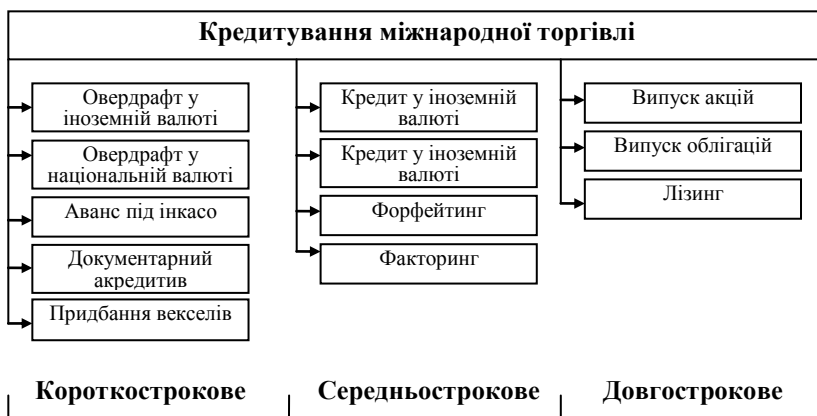 Кредитування міжнародної торгівлі
Овердрафт у
іноземній валюті
Овердрафт у
національній валюті
Аванс під інкасо
Документарний
акредитив
Придбання векселів
Кредит у іноземній
валюті
Кредит у іноземній
валюті
Форфейтинг
Факторинг
Випуск акцій
Випуск облігацій
Лізинг
Короткострокове
Середньострокове
Довгострокове